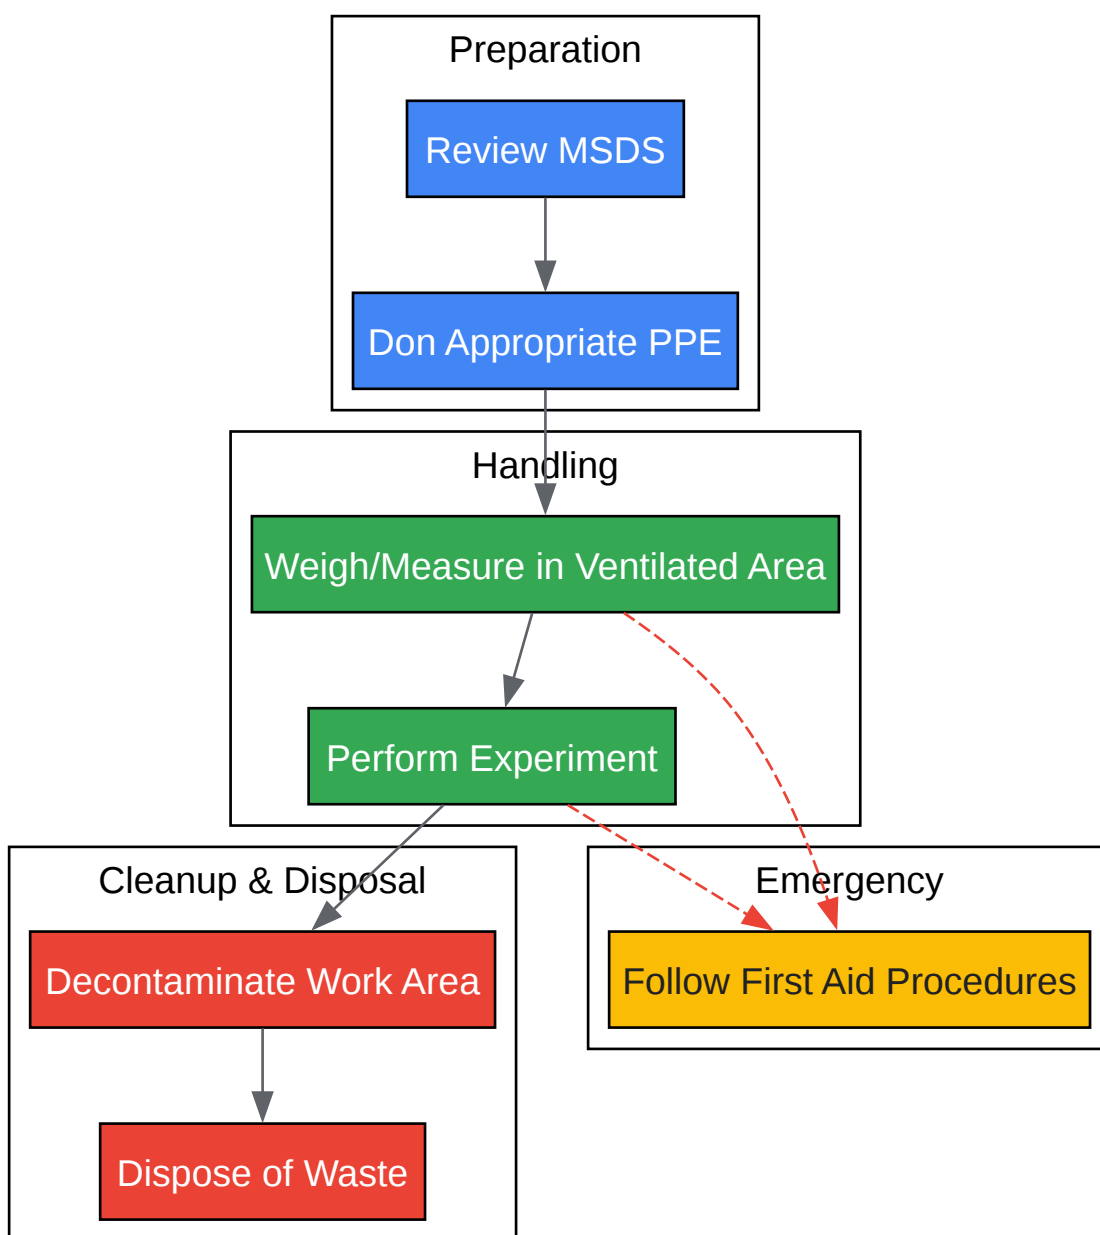 Preparation
Review MSDS
Don Appropriate PPE
Handling
Weigh/Measure in Ventilated Area
Perform Experiment
Cleanup & Disposal
Decontaminate Work Area
Dispose of Waste
Emergency
Follow First Aid Procedures